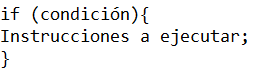 if (condición){
Instrucciones a ejecutar;
}